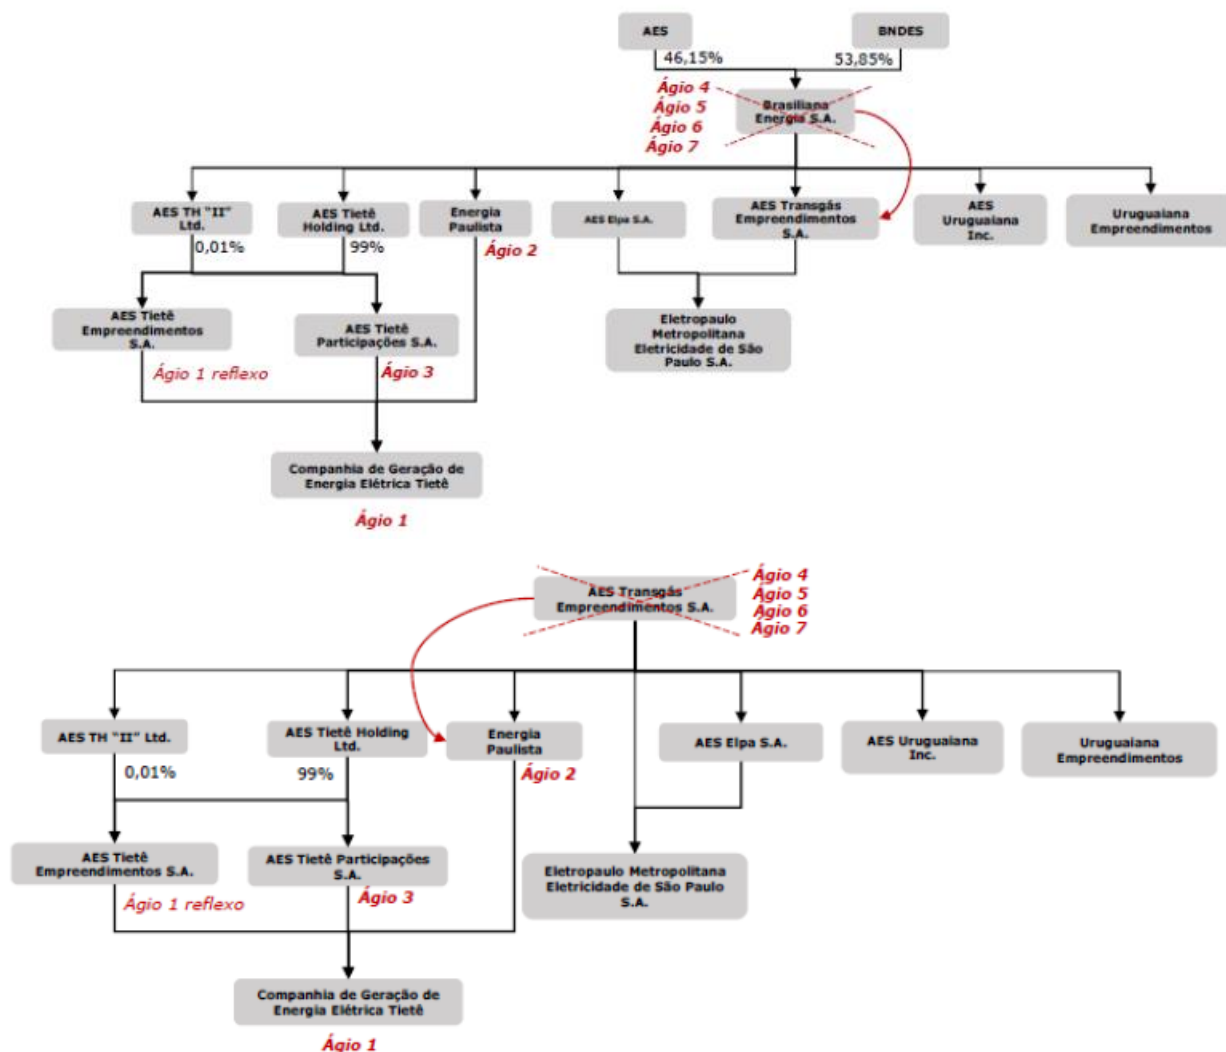 AES
BNDES
46,15%
53,85%
Ágio 4
Ágio 5
Ágio 6
Ágio 7
Brasiliana
Energia S.A.
AES TH "II"
Ltd.
AES Tietê
Holding Ltd.
Energia
Paulista
AES Elpa S.A.
AES Transgás
Empreendimentos
S.A.
AES
Uruguaiana
Inc.
Uruguaiana
Empreendimentos
0,01%
99%
Ágio 2
AES Tietê
Empreendimentos
S.A.
AES Tietê
Participações S.A.
Eletropaulo
Metropolitana
Eletricidade de São
Paulo S.A.
Ágio 1 reflexo
Ágio 3
Companhia de Geração de
Energia Elétrica Tietê
Ágio 1
AES Transgás
Empreendimentos S.A.
Ágio 4
Ágio 5
Ágio 6
Ágio 7
AES TH "II" Ltd.
AES Tietê Holding
Ltd.
Energia
Paulista
AES Elpa S.A.
AES Uruguaiana
Inc.
Uruguaiana
Empreendimentos
0,01%
99%
Ágio 2
AES Tietê
Empreendimentos S.A.
AES Tietê Participações
S.A.
Eletropaulo Metropolitana
Eletricidade de São Paulo
S.A.
Ágio 1 reflexo
Ágio 3
Companhia de Geração de
Energia Elétrica Tietê
Ágio 1